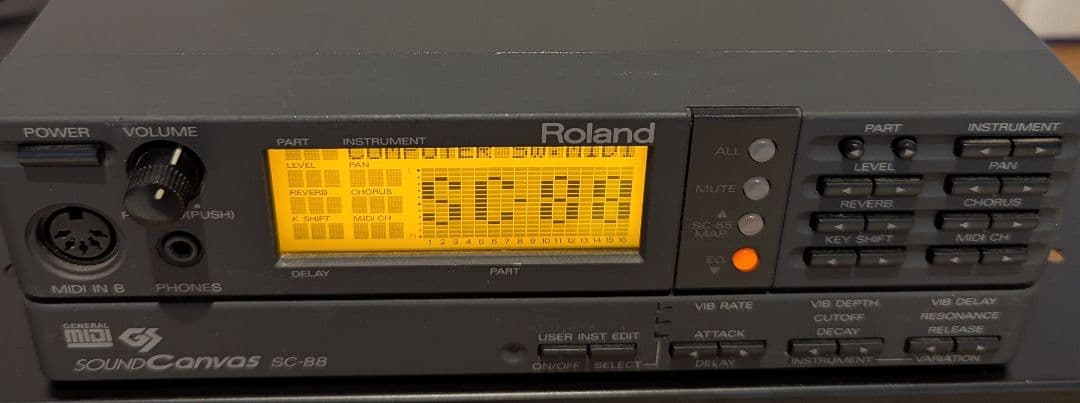 POWER VOLUME
PART INSTRUMENT
Roland
LEVEL PAN
REVERB CHORUS
K SHIFT MIDI CH
SC-88
1 2 3 4 5 6 7 8 9 10 11 12 13 14 15 16
DELAY PART
(PUSH)
MIDI IN B PHONES
ALL
MUTE
SC-55
MAP
EQ
PART INSTRUMENT
LEVEL PAN
REVERB CHORUS
KEY SHIFT MIDI CH
GENERAL
MIDI GS
SOUND Canvas SC-88
USER INST EDIT
ON/OFF SELECT
VIB RATE VIB DEPTH VIB DELAY
CUTOFF RESONANCE
ATTACK DECAY RELEASE
DELAY INSTRUMENT VARIATION